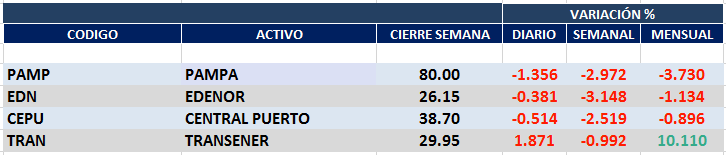 VARIACIÓN %
CODIGO ACTIVO CIERRE SEMANA DIARIO SEMANAL MENSUAL
PAMP PAMPA 80.00 -1.356 -2.972 -3.730
EDN EDENOR 26.15 -0.381 -3.148 -1.134
CEPU CENTRAL PUERTO 38.70 -0.514 -2.519 -0.896
TRAN TRANSENER 29.95 1.871 -0.992 10.110